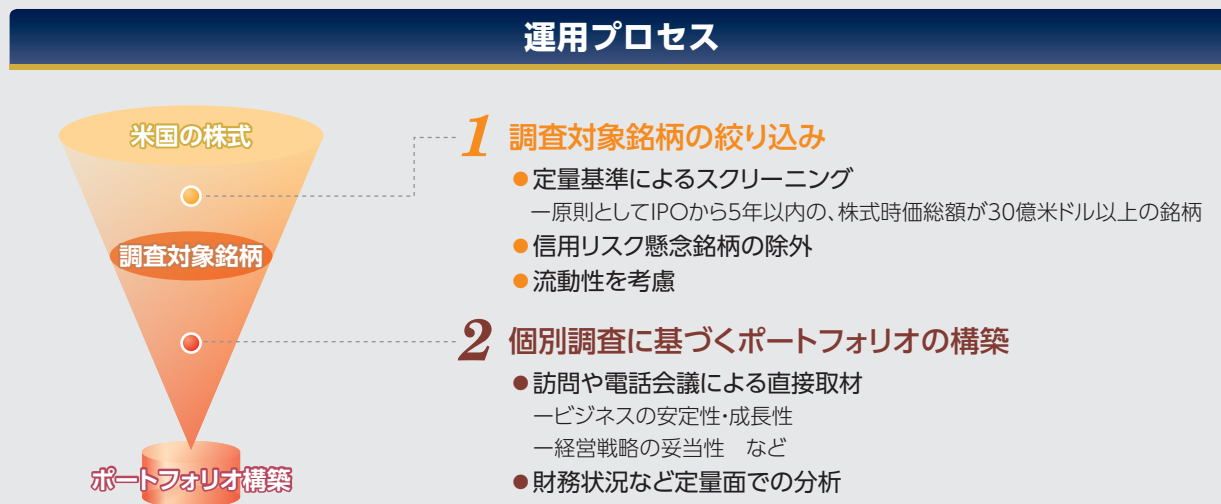 運用プロセス
米国の株式
調査対象銘柄
ポートフォリオ構築
1 調査対象銘柄の絞り込み
●定量基準によるスクリーニング
ー原則としてIPOから5年以内の、株式時価総額が30億米ドル以上の銘柄
●信用リスク懸念銘柄の除外
●流動性を考慮
2 個別調査に基づくポートフォリオの構築
●訪問や電話会議による直接取材
ービジネスの安定性・成長性
ー経営戦略の妥当性　など
●財務状況など定量面での分析